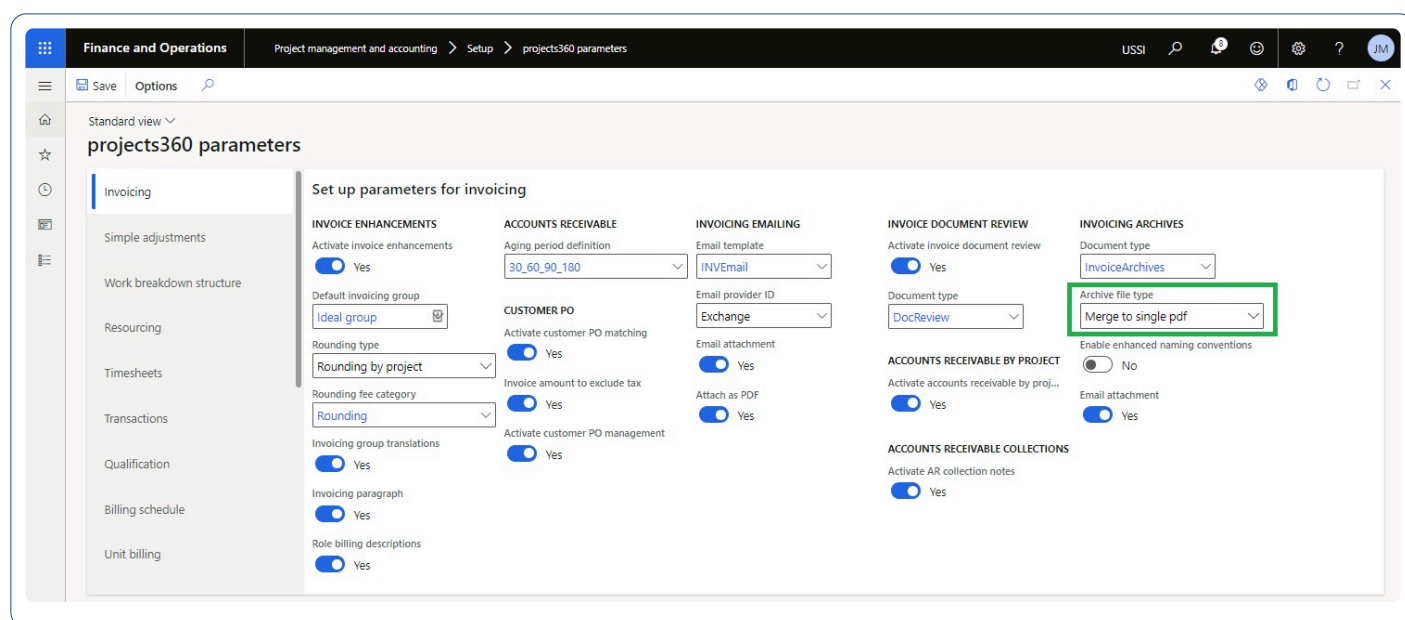 Finance and Operations
Project management and accounting > Setup > projects360 parameters
USSI
8
?
JM
Save
Options
Standard view
projects360 parameters
Invoicing
Simple adjustments
Work breakdown structure
Resourcing
Timesheets
Transactions
Qualification
Billing schedule
Unit billing
Set up parameters for invoicing
INVOICE ENHANCEMENTS
Activate invoice enhancements
Yes
Default invoicing group
Ideal group
Rounding type
Rounding by project
Rounding fee category
Rounding
Invoicing group translations
Yes
Invoicing paragraph
Yes
Role billing descriptions
Yes
ACCOUNTS RECEIVABLE
Aging period definition
30_60_90_180
CUSTOMER PO
Activate customer PO matching
Yes
Invoice amount to exclude tax
Yes
Activate customer PO management
Yes
INVOICING EMAILING
Email template
INVEmail
Email provider ID
Exchange
Email attachment
Yes
Attach as PDF
Yes
INVOICE DOCUMENT REVIEW
Activate invoice document review
Yes
Document type
DocReview
ACCOUNTS RECEIVABLE BY PROJECT
Activate accounts receivable by proj...
Yes
ACCOUNTS RECEIVABLE COLLECTIONS
Activate AR collection notes
Yes
INVOICING ARCHIVES
Document type
InvoiceArchives
Archive file type
Merge to single pdf
Enable enhanced naming conventions
No
Email attachment
Yes